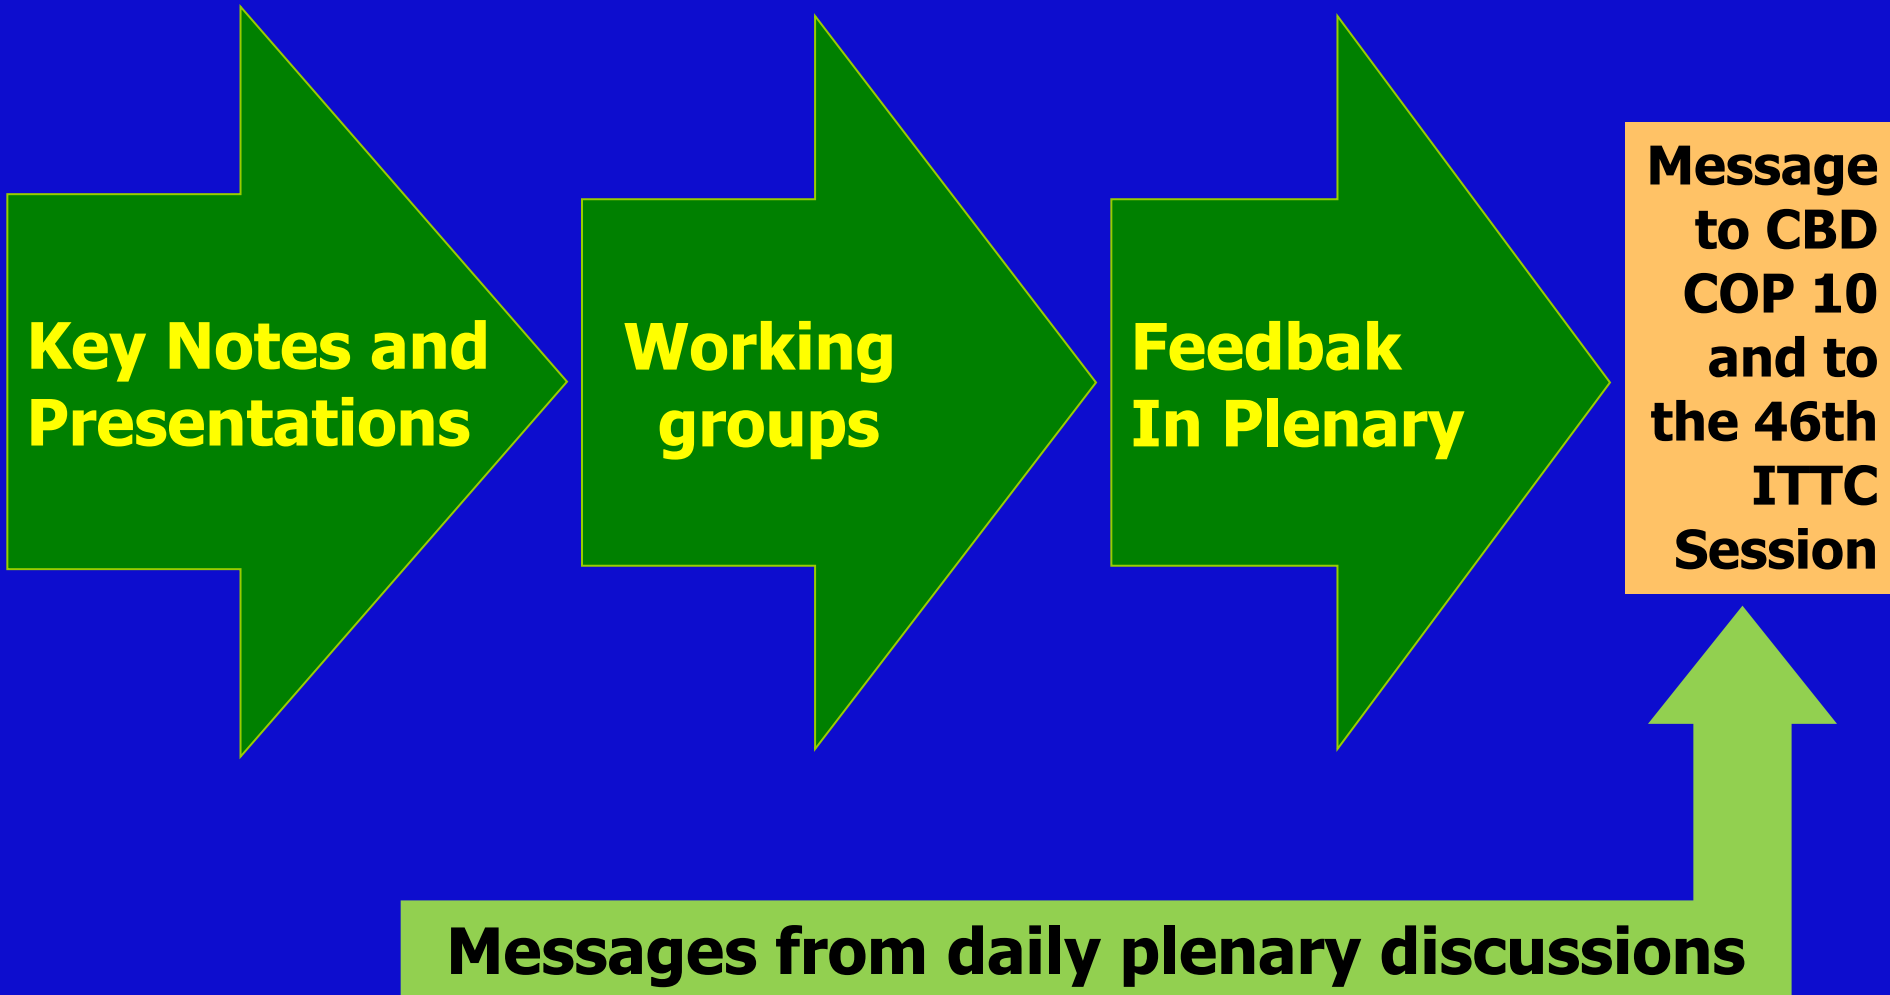 Key Notes and
Presentations
Working
groups
Feedbak
In Plenary
Message
to CBD
COP 10
and to
the 46th
ITTC
Session
Messages from daily plenary discussions